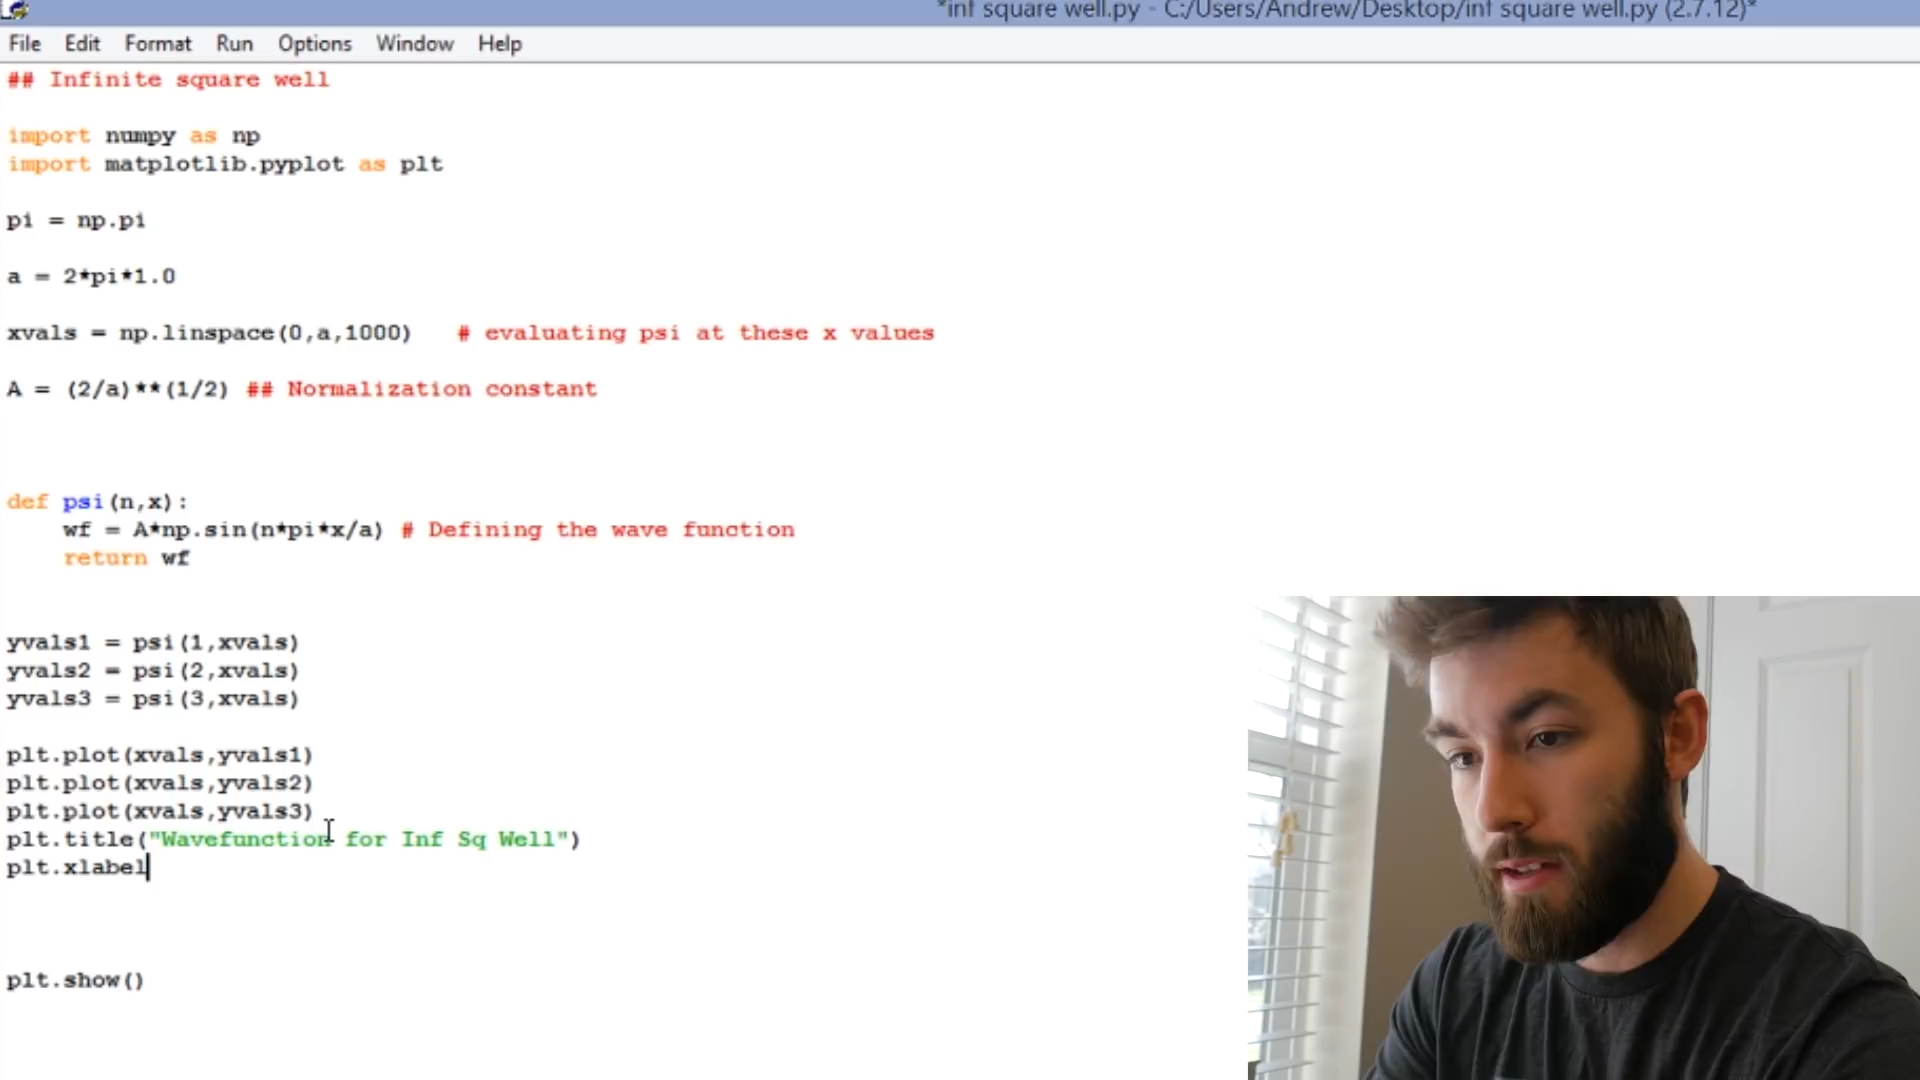 *inf square well.py - C:/Users/Andrew/Desktop/inf square well.py (2.7.12)*
File Edit Format Run Options Window Help
## Infinite square well
import numpy as np
import matplotlib.pyplot as plt
pi = np.pi
a = 2*pi*1.0
xvals = np.linspace(0,a,1000) # evaluating psi at these x values
A = (2/a)**(1/2) ## Normalization constant
def psi(n,x):
wf = A*np.sin(n*pi*x/a) # Defining the wave function
return wf
yvals1 = psi(1,xvals)
yvals2 = psi(2,xvals)
yvals3 = psi(3,xvals)
plt.plot(xvals,yvals1)
plt.plot(xvals,yvals2)
plt.plot(xvals,yvals3)
plt.title("Wavefunction for Inf Sq Well")
plt.xlabel
plt.show()